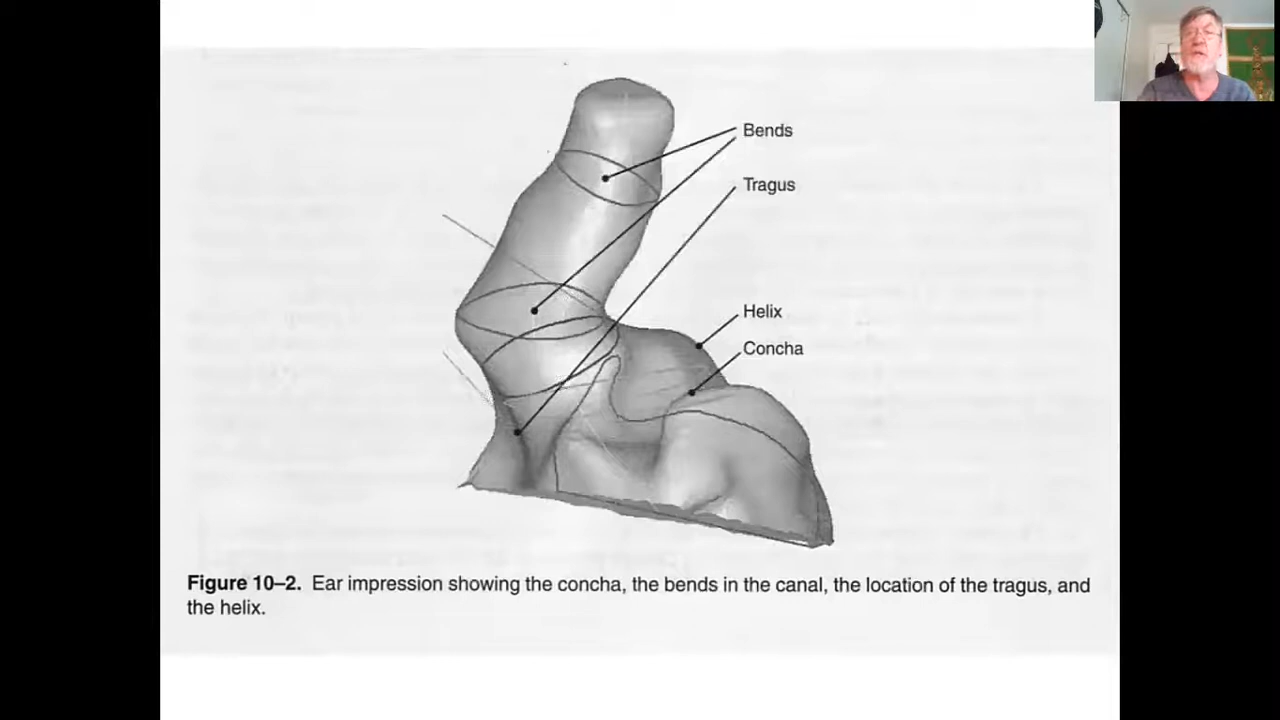 Bends
Tragus
Helix
Concha
Figure 10–2. Ear impression showing the concha, the bends in the canal, the location of the tragus, and
the helix.